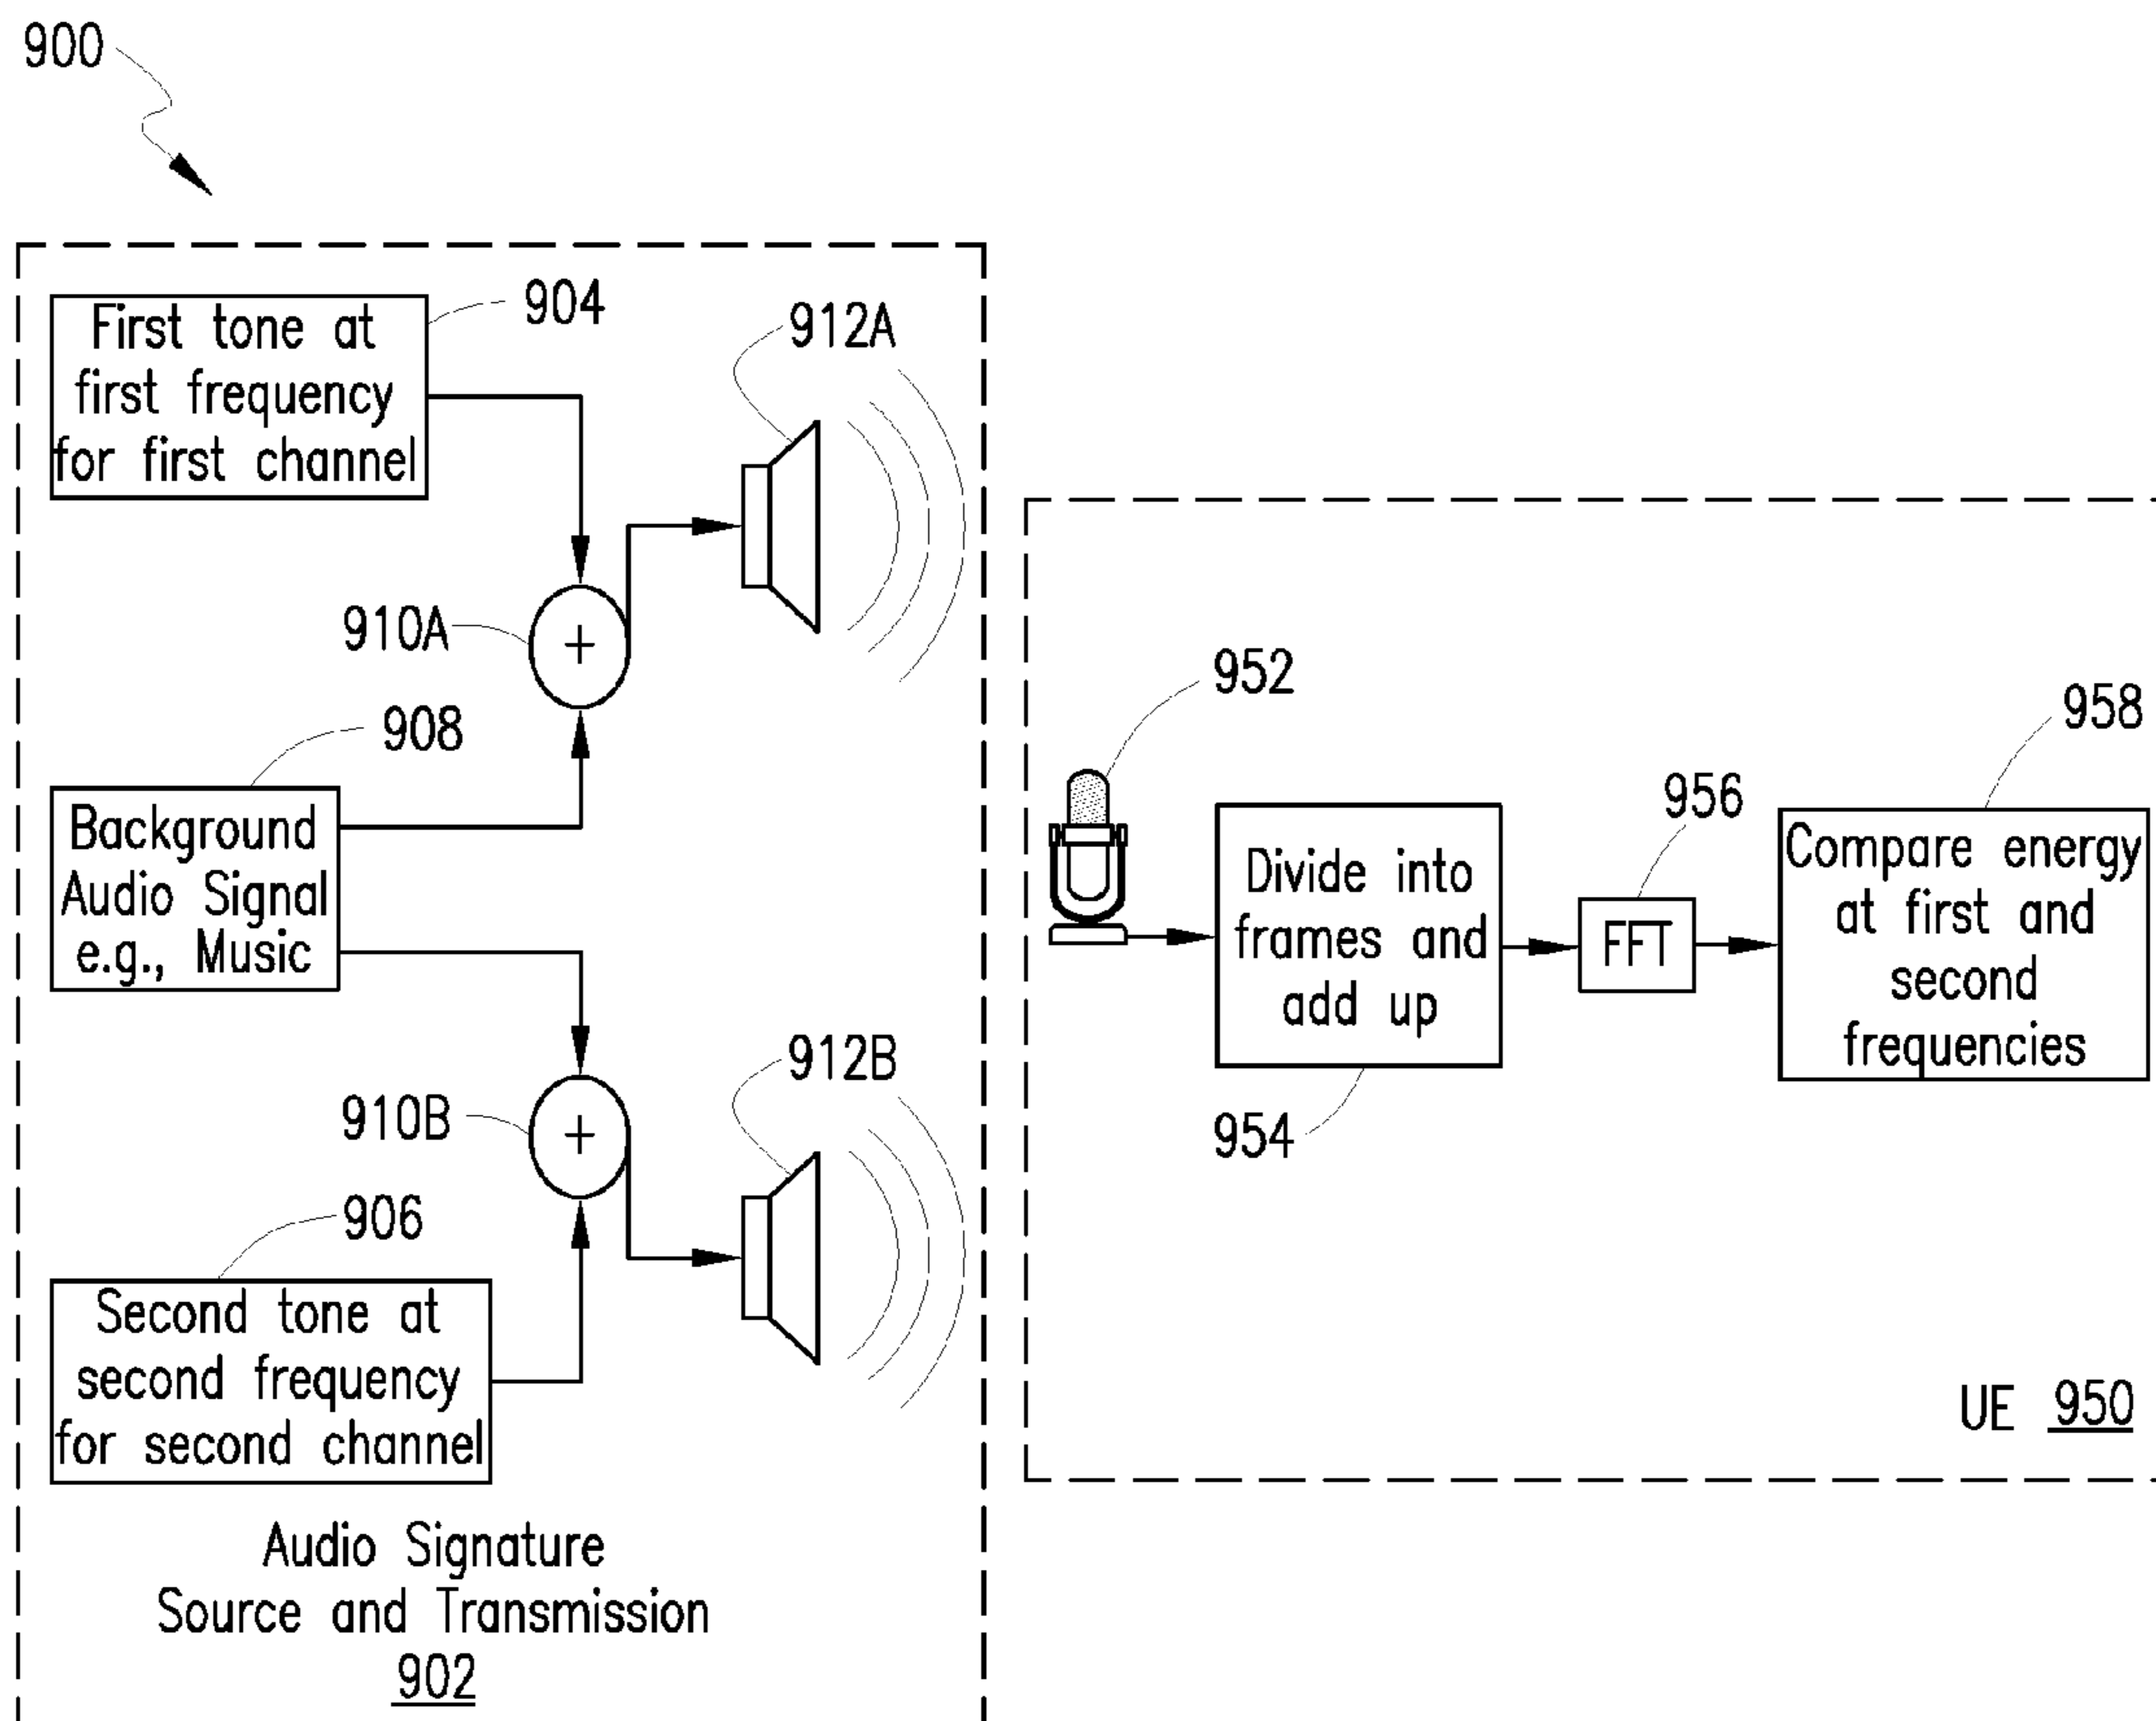 900
First tone at
first frequency
for first channel
904
912A
910A
+
908
Background
Audio Signal
e.g., Music
910B
+
912B
906
Second tone at
second frequency
for second channel
Audio Signature
Source and Transmission
902
952
Divide into
frames and
add up
954
956
FFT
958
Compare energy
at first and
second
frequencies
UE 950